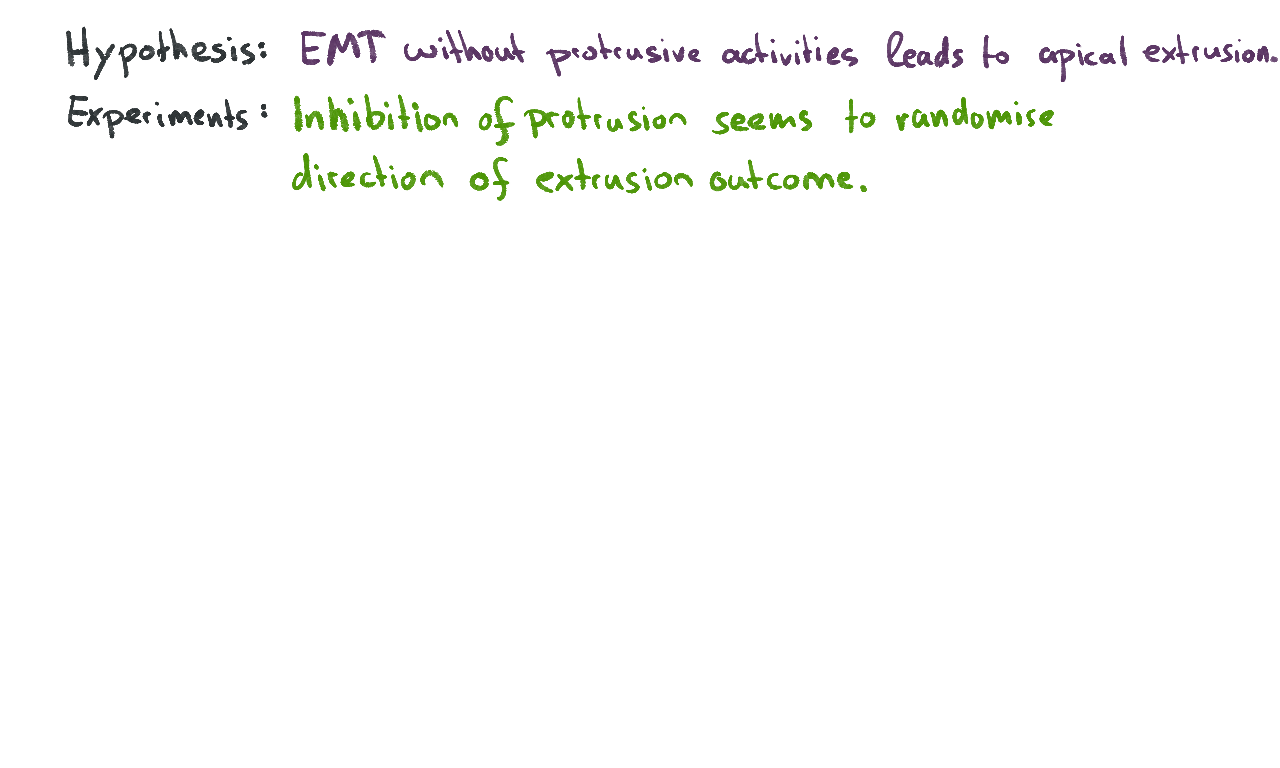 Hypothesis: EMT without protrusive activities leads to apical extrusion.
Experiments: Inhibition of protrusion seems to randomise
direction of extrusion outcome.